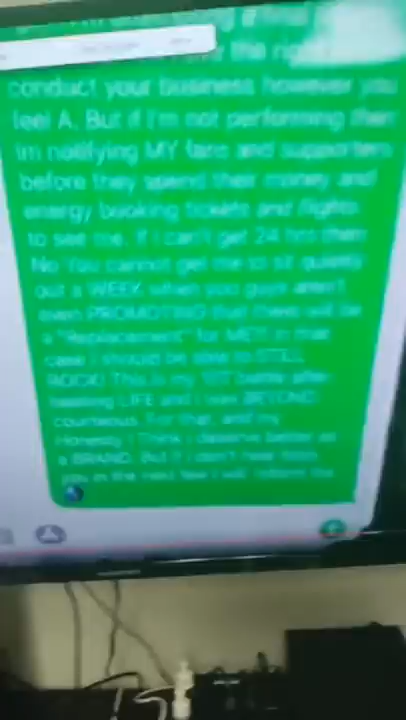 the right
conduct your business however you
feel A. But if I'm not performing then
im notifying MY fans and supporters
before they spend their money and
energy booking tickets and flights
to see me. If I can't get 24 hrs then
No You cannot get me to sit quietly
out a WEEK when you guys aren't
even PROMOTING that there will be
a "Replacement" for ME!! in that
case I should be able to STILL
ROCK! This is my 1ST battle after
beating LIFE and I was BEYOND
courteous. For that, and my
Honesty I Think I deserve better as
a BRAND. But if I don't hear from
you in the next few I will inform the